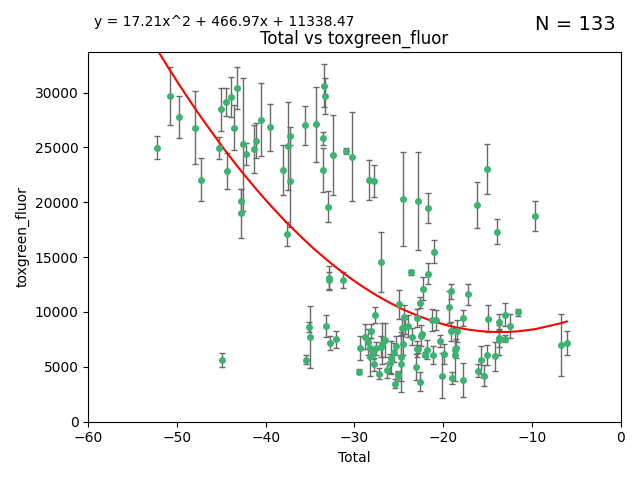 y = 17.21x^2 + 466.97x + 11338.47
N = 133
Total vs toxgreen_fluor
toxgreen_fluor
30000
25000
20000
15000
10000
5000
0
−60
−50
−40
−30
−20
−10
0
Total